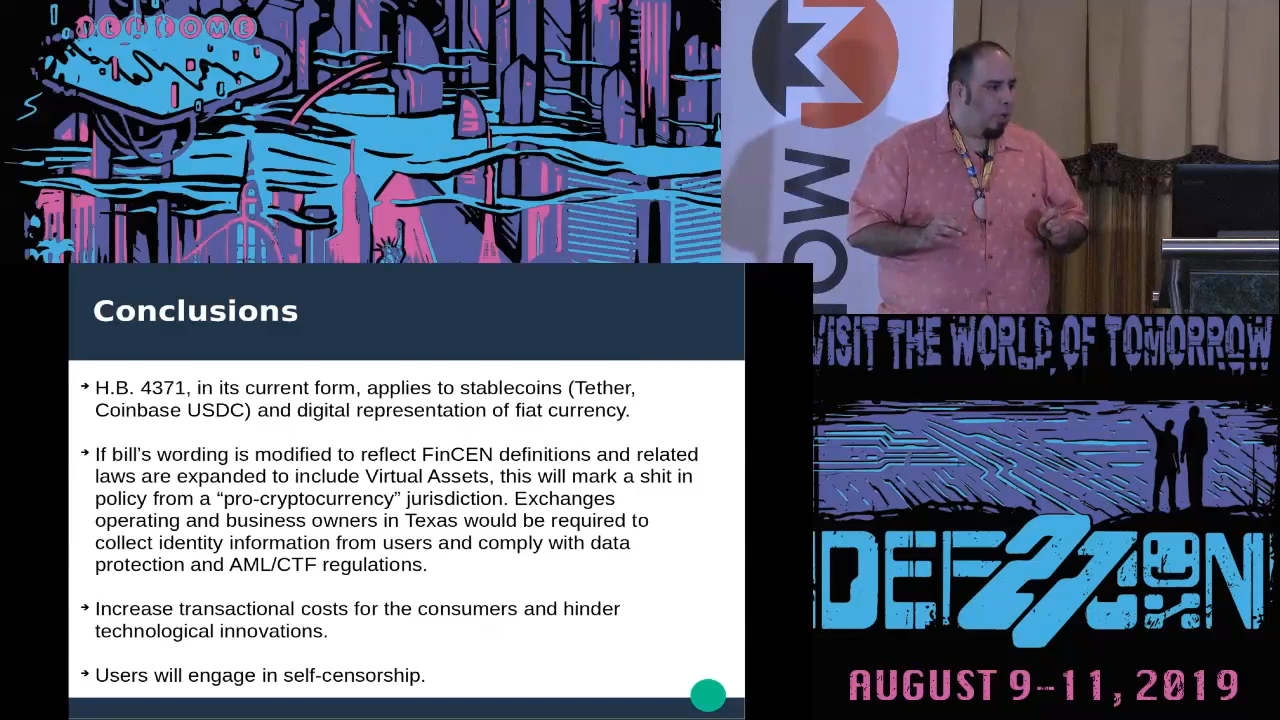 WELCOME
MOW
Conclusions
H.B. 4371, in its current form, applies to stablecoins (Tether,
Coinbase USDC) and digital representation of fiat currency.
If bill’s wording is modified to reflect FinCEN definitions and related
laws are expanded to include Virtual Assets, this will mark a shit in
policy from a “pro-cryptocurrency” jurisdiction. Exchanges
operating and business owners in Texas would be required to
collect identity information from users and comply with data
protection and AML/CTF regulations.
Increase transactional costs for the consumers and hinder
technological innovations.
Users will engage in self-censorship.
VISIT THE WORLD OF TOMORROW
DEF 27 CON
AUGUST 9-11, 2019